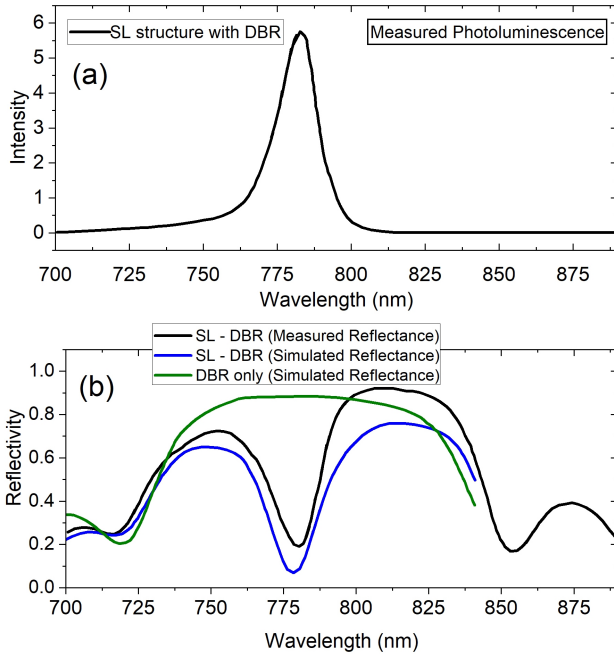 SL structure with DBR
Measured Photoluminescence
(a)
Intensity
6
5
4
3
2
1
0
700 725 750 775 800 825 850 875
Wavelength (nm)
SL - DBR (Measured Reflectance)
SL - DBR (Simulated Reflectance)
DBR only (Simulated Reflectance)
(b)
Reflectivity
1.0
0.8
0.6
0.4
0.2
0.0
700 725 750 775 800 825 850 875
Wavelength (nm)